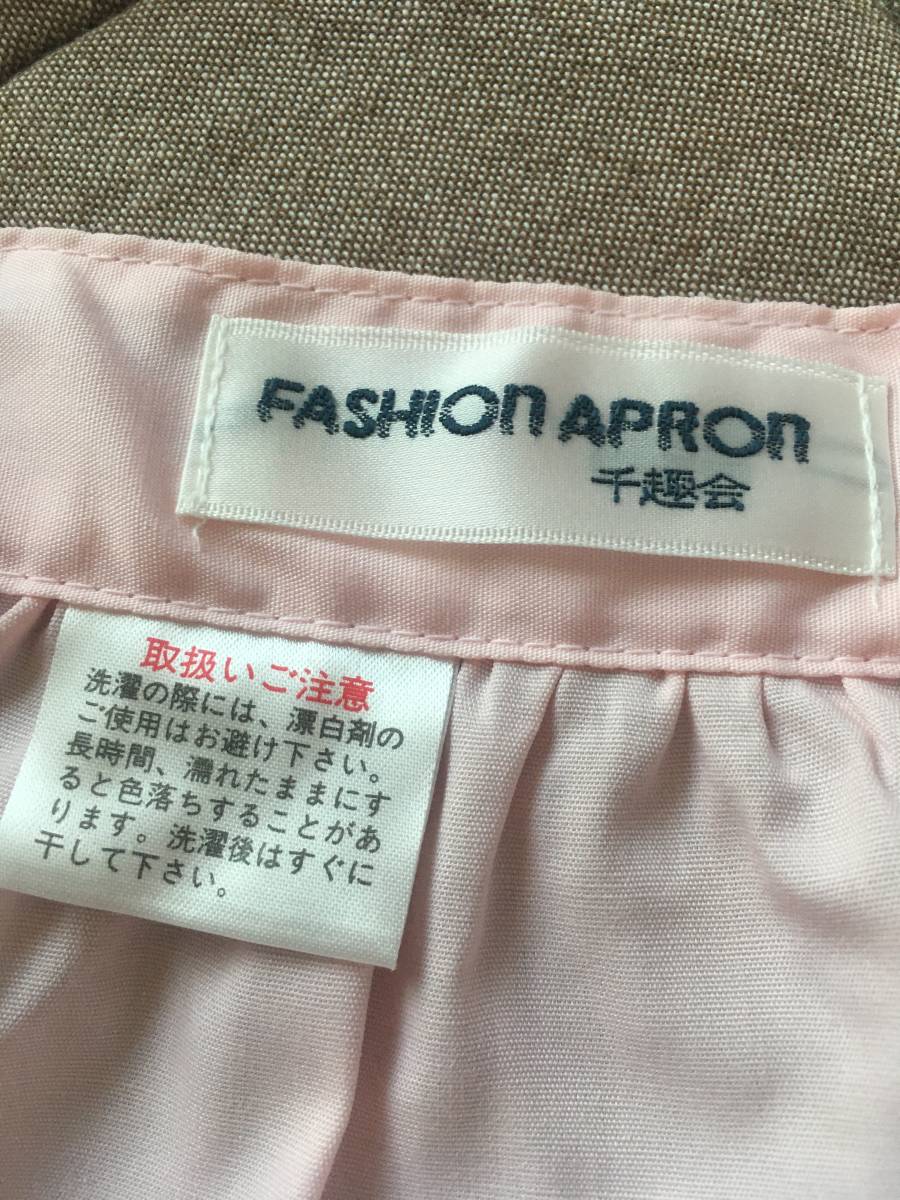 FASHION APRON
千趣会
取扱いご注意
洗濯の際には、漂白剤の
ご使用はお避け下さい。
長時間、濡れたままにす
ると色落ちすることがあ
ります。洗濯後はすぐに
干して下さい。